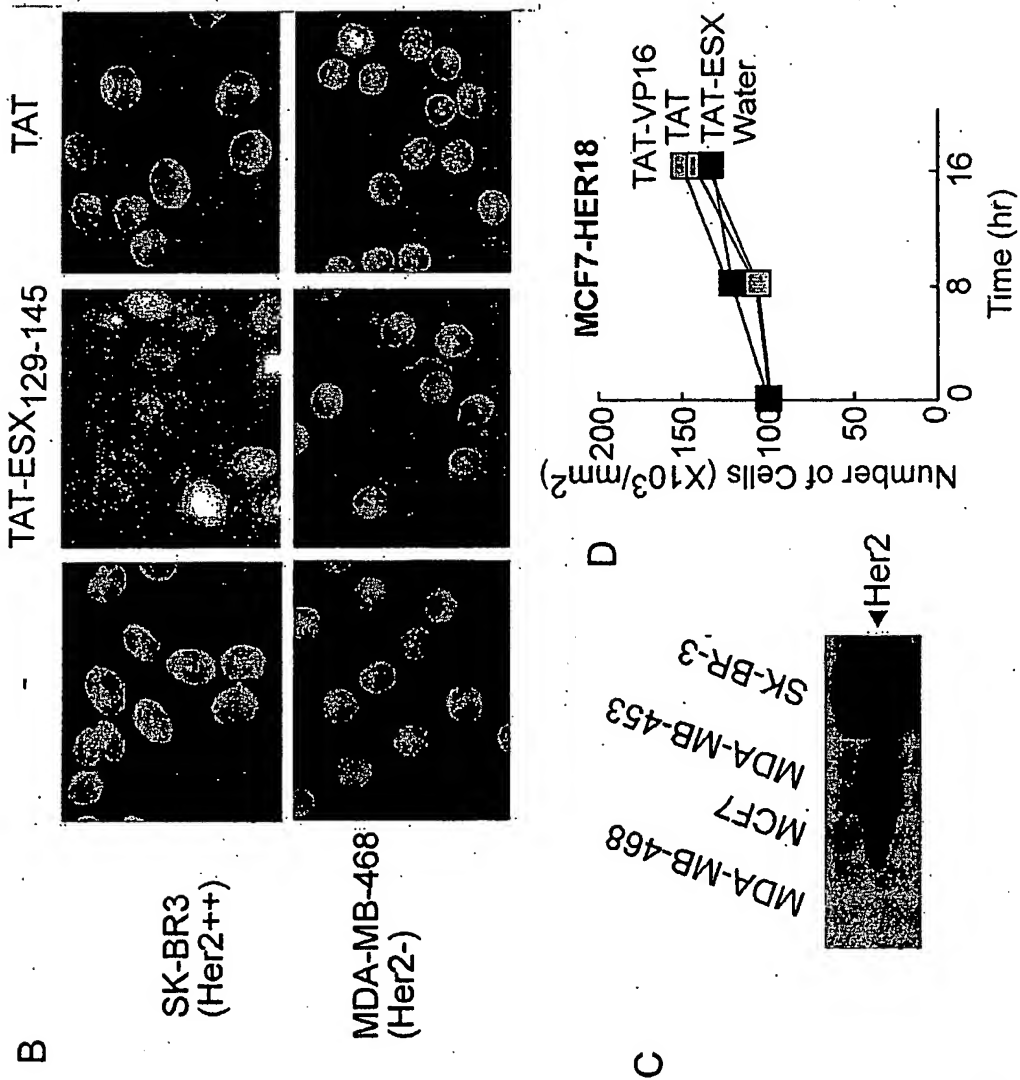 B
- TAT-ESX129-145 TAT
SK-BR3
(Her2++)
MDA-MB-468
(Her2-)
C
MDA-MB-468
MCF7
MDA-MB-453
SK-BR-3
Her2
D
MCF7-HER18
Number of Cells (X10³/mm²)
200
150
100
50
0
0 8 16
Time (hr)
TAT-VP16
TAT
TAT-ESX
Water